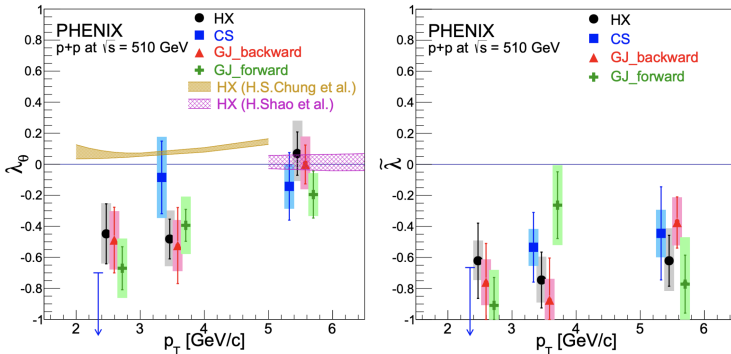 PHENIX
p+p at √s = 510 GeV
HX
CS
GJ_backward
GJ_forward
HX (H.S.Chung et al.)
HX (H.Shao et al.)
λθ
1
0.8
0.6
0.4
0.2
0
-0.2
-0.4
-0.6
-0.8
-1
2 3 4 5 6
pT [GeV/c]
PHENIX
p+p at √s = 510 GeV
HX
CS
GJ_backward
GJ_forward
λ̃
1
0.8
0.6
0.4
0.2
0
-0.2
-0.4
-0.6
-0.8
-1
2 3 4 5 6
pT [GeV/c]